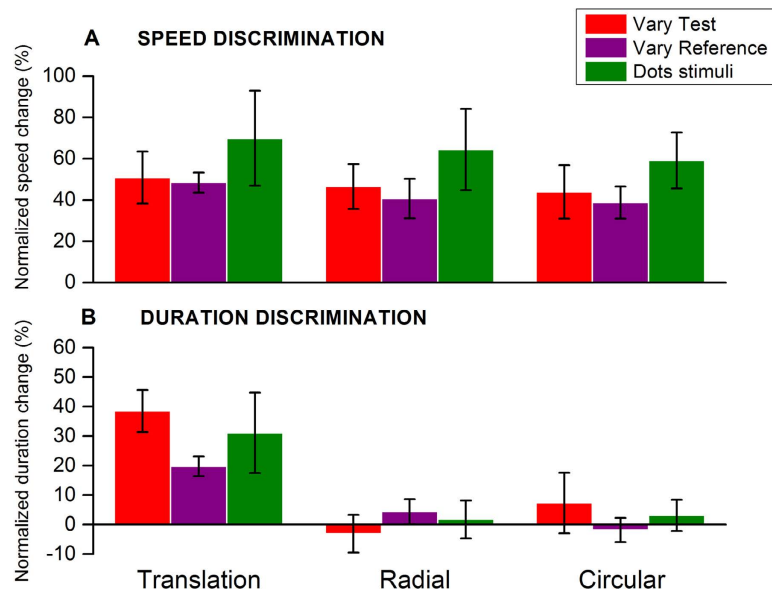 Vary Test
Vary Reference
Dots stimuli
A SPEED DISCRIMINATION
Normalized speed change (%)
100
80
60
40
20
0
B DURATION DISCRIMINATION
Normalized duration change (%)
60
50
40
30
20
10
0
-10
Translation Radial Circular